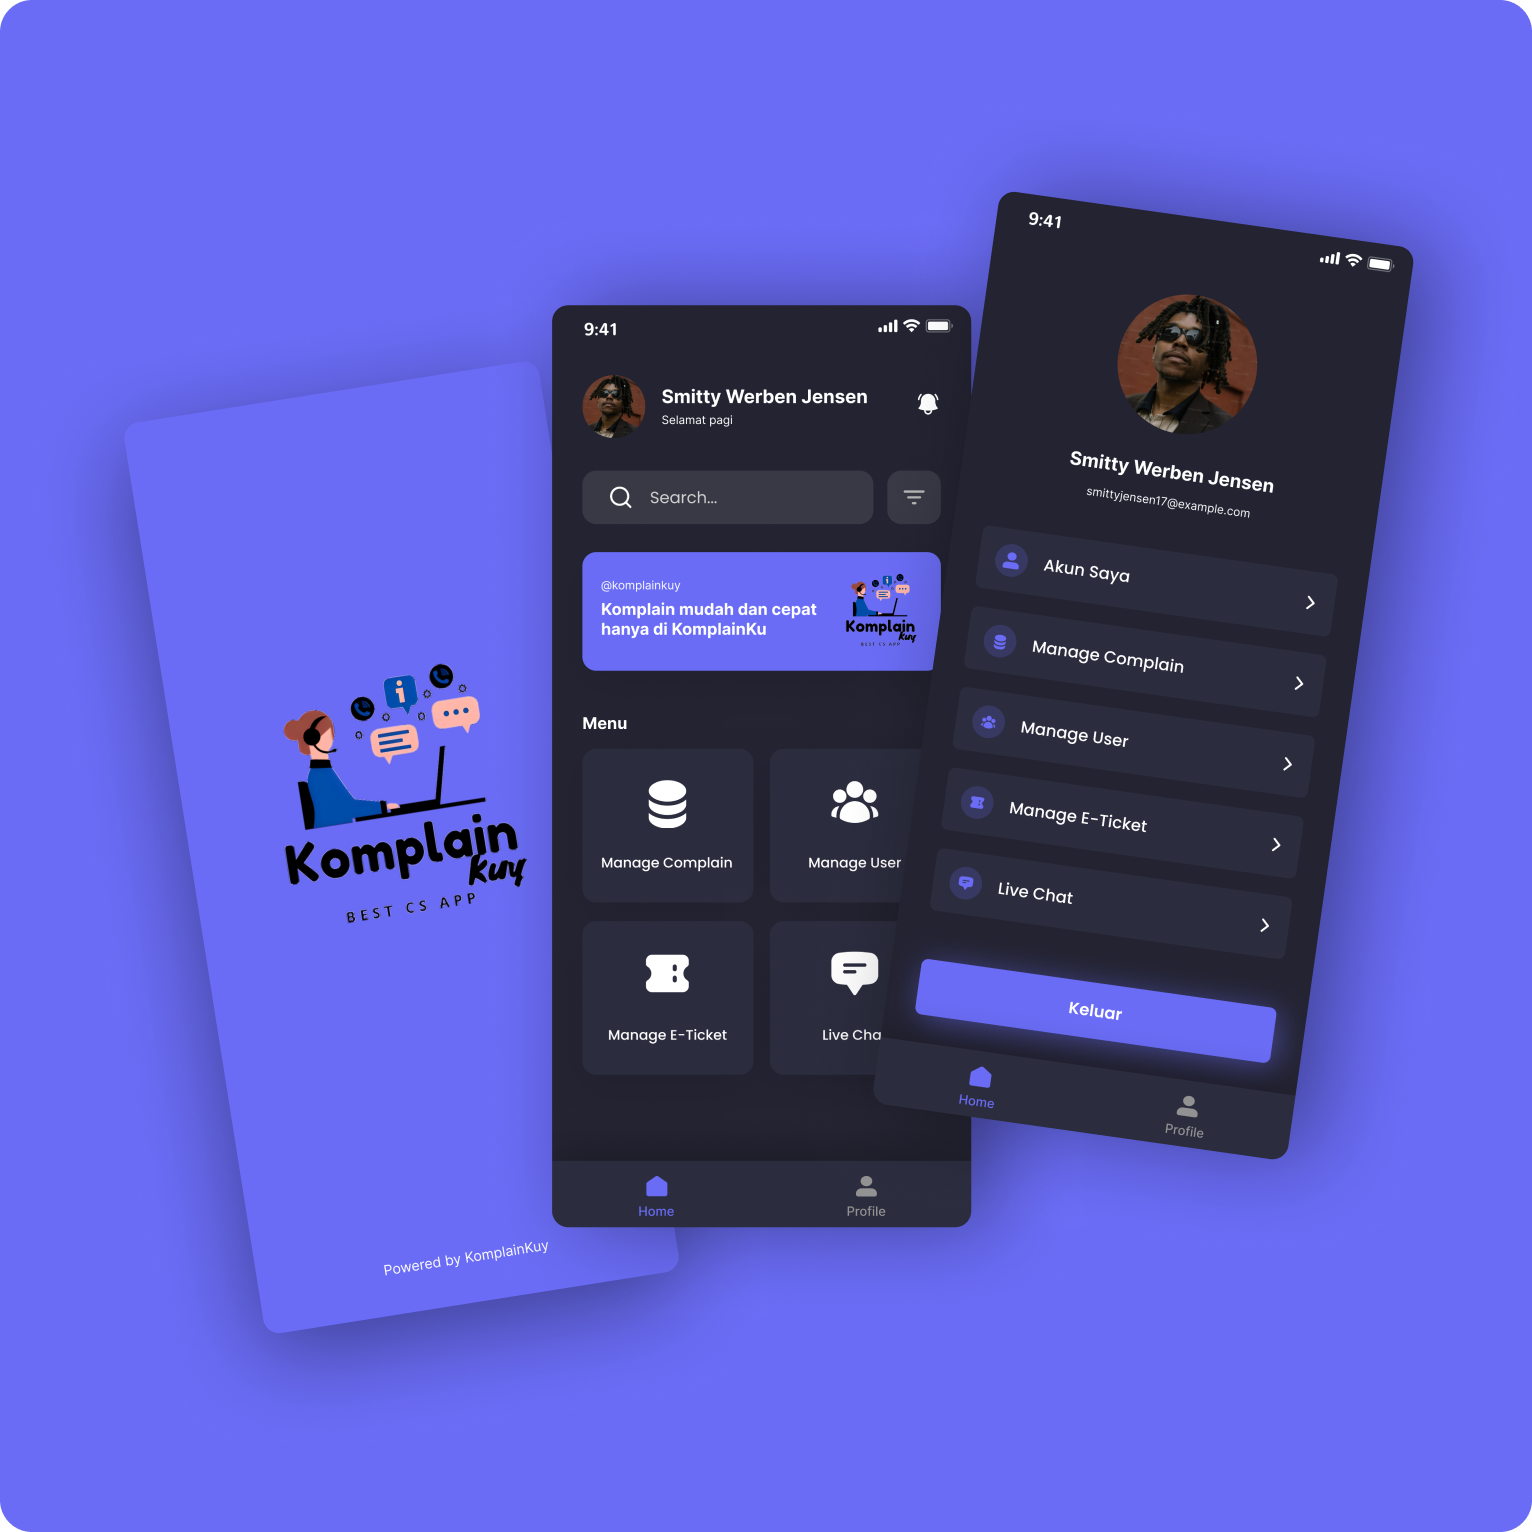 Komplain
Kuy
BEST CS APP
Powered by KomplainKuy
9:41
Smitty Werben Jensen
Selamat pagi
Search...
@komplainkuy
Komplain mudah dan cepat
hanya di KomplainKu
Komplain
Kuy
BEST CS APP
Menu
Manage Complain
Manage User
Manage E-Ticket
Live Cha
Home
Profile
9:41
Smitty Werben Jensen
smittyjensen17@example.com
Akun Saya
Manage Complain
Manage User
Manage E-Ticket
Live Chat
Keluar
Home
Profile